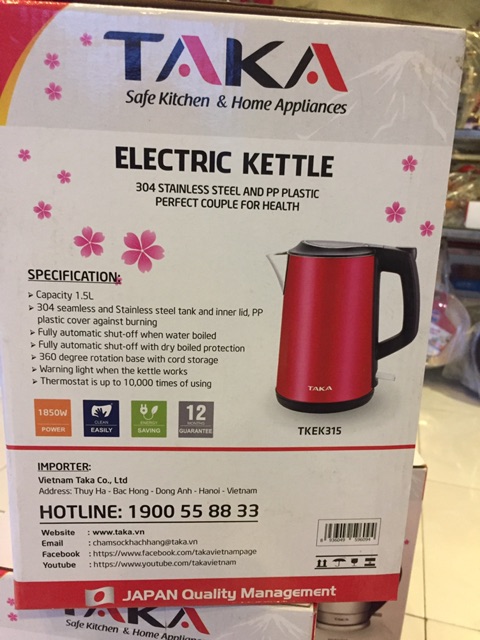 TAKA
Safe Kitchen & Home Appliances
ELECTRIC KETTLE
304 STAINLESS STEEL AND PP PLASTIC
PERFECT COUPLE FOR HEALTH
SPECIFICATION:
➢ Capacity 1.5L
➢ 304 seamless and Stainless steel tank and inner lid, PP
plastic cover against burning
➢ Fully automatic shut-off when water boiled
➢ Fully automatic shut-off with dry boiled protection
➢ 360 degree rotation base with cord storage
➢ Warning light when the kettle works
➢ Thermostat is up to 10,000 times of using
TAKA
TKEK315
1850W
POWER
CLEAN
EASILY
ENERGY
SAVING
12
MONTHS
GUARANTEE
IMPORTER:
Vietnam Taka Co., Ltd
Address: Thuy Ha - Bac Hong - Dong Anh - Hanoi - Vietnam
HOTLINE: 1900 55 88 33
Website : www.taka.vn
Email : chamsockhachhang@taka.vn
Facebook : https://www.facebook.com/takavietnampage
Youtube : https://www.youtube.com/takavietnam
JAPAN Quality Management
TAKA
Safe Kitchen & Home Applian
TAKA